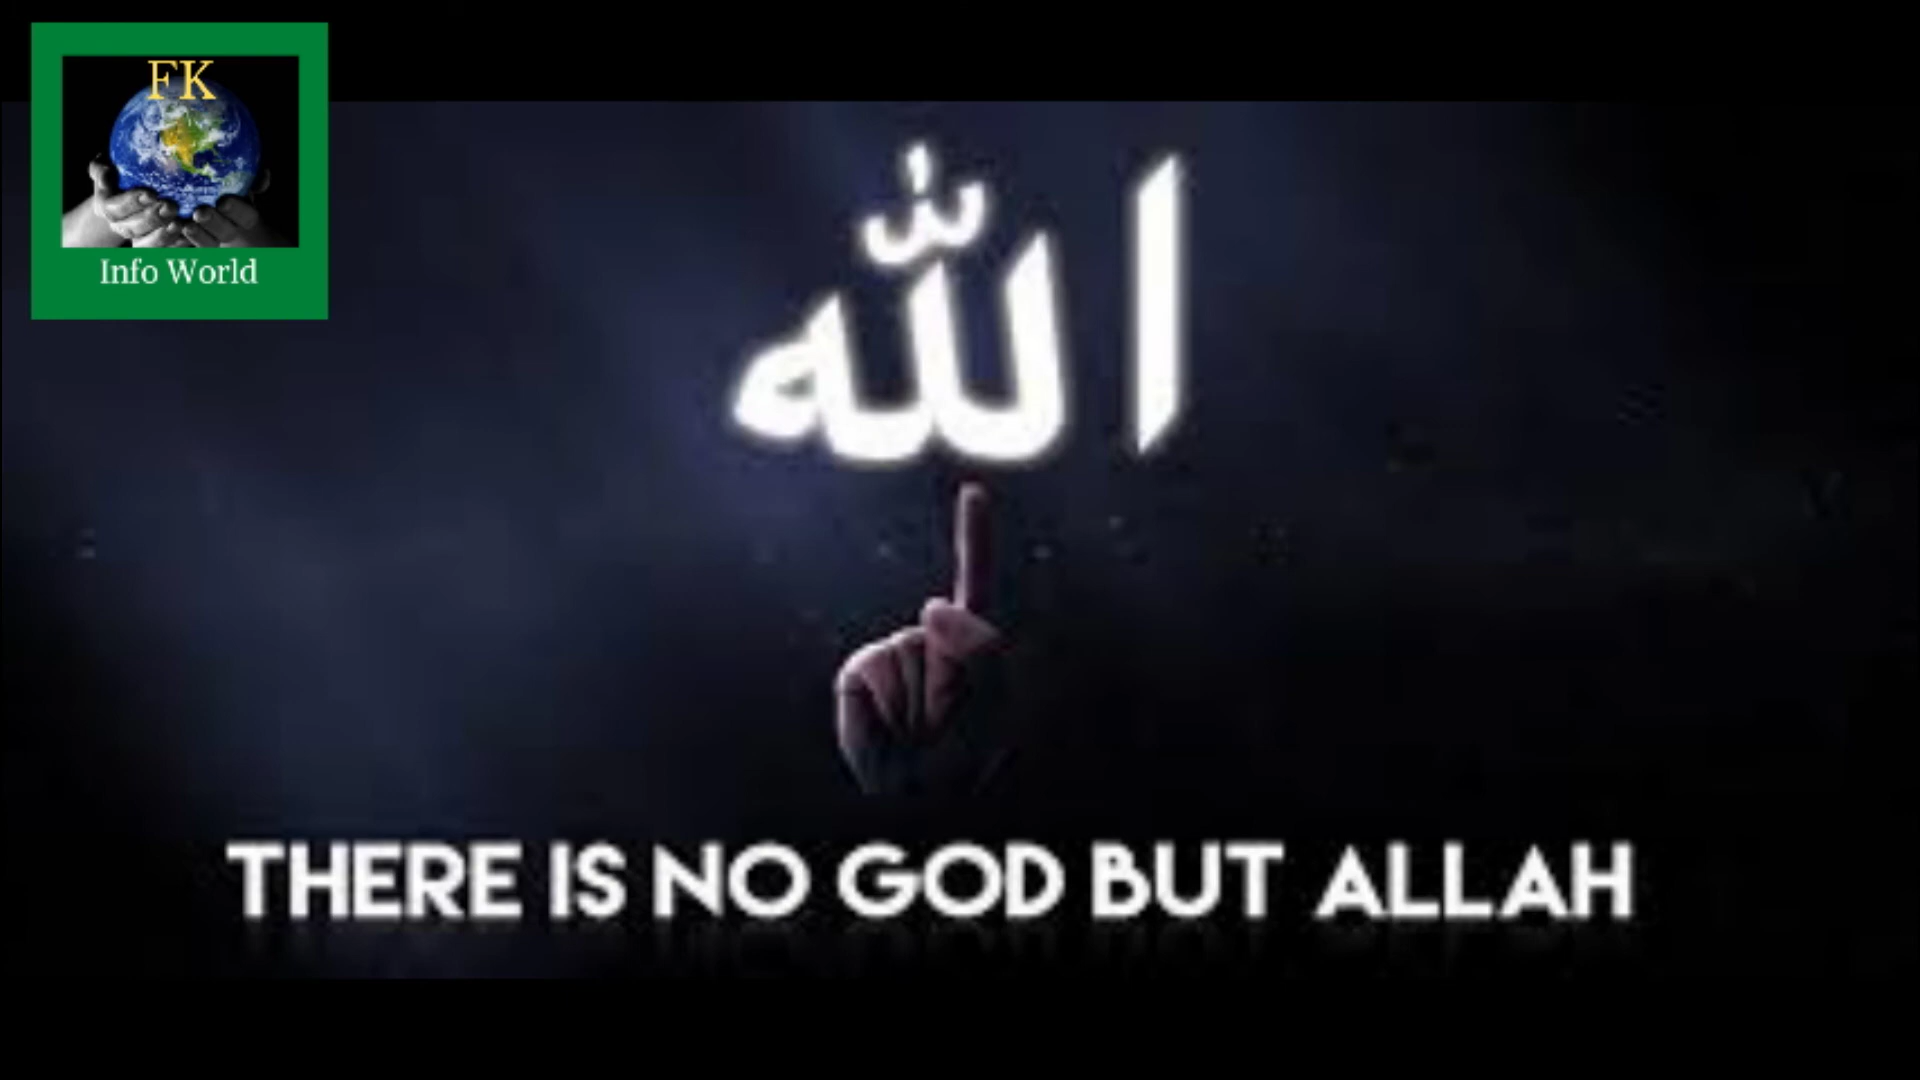 FK
Info World
الله
THERE IS NO GOD BUT ALLAH